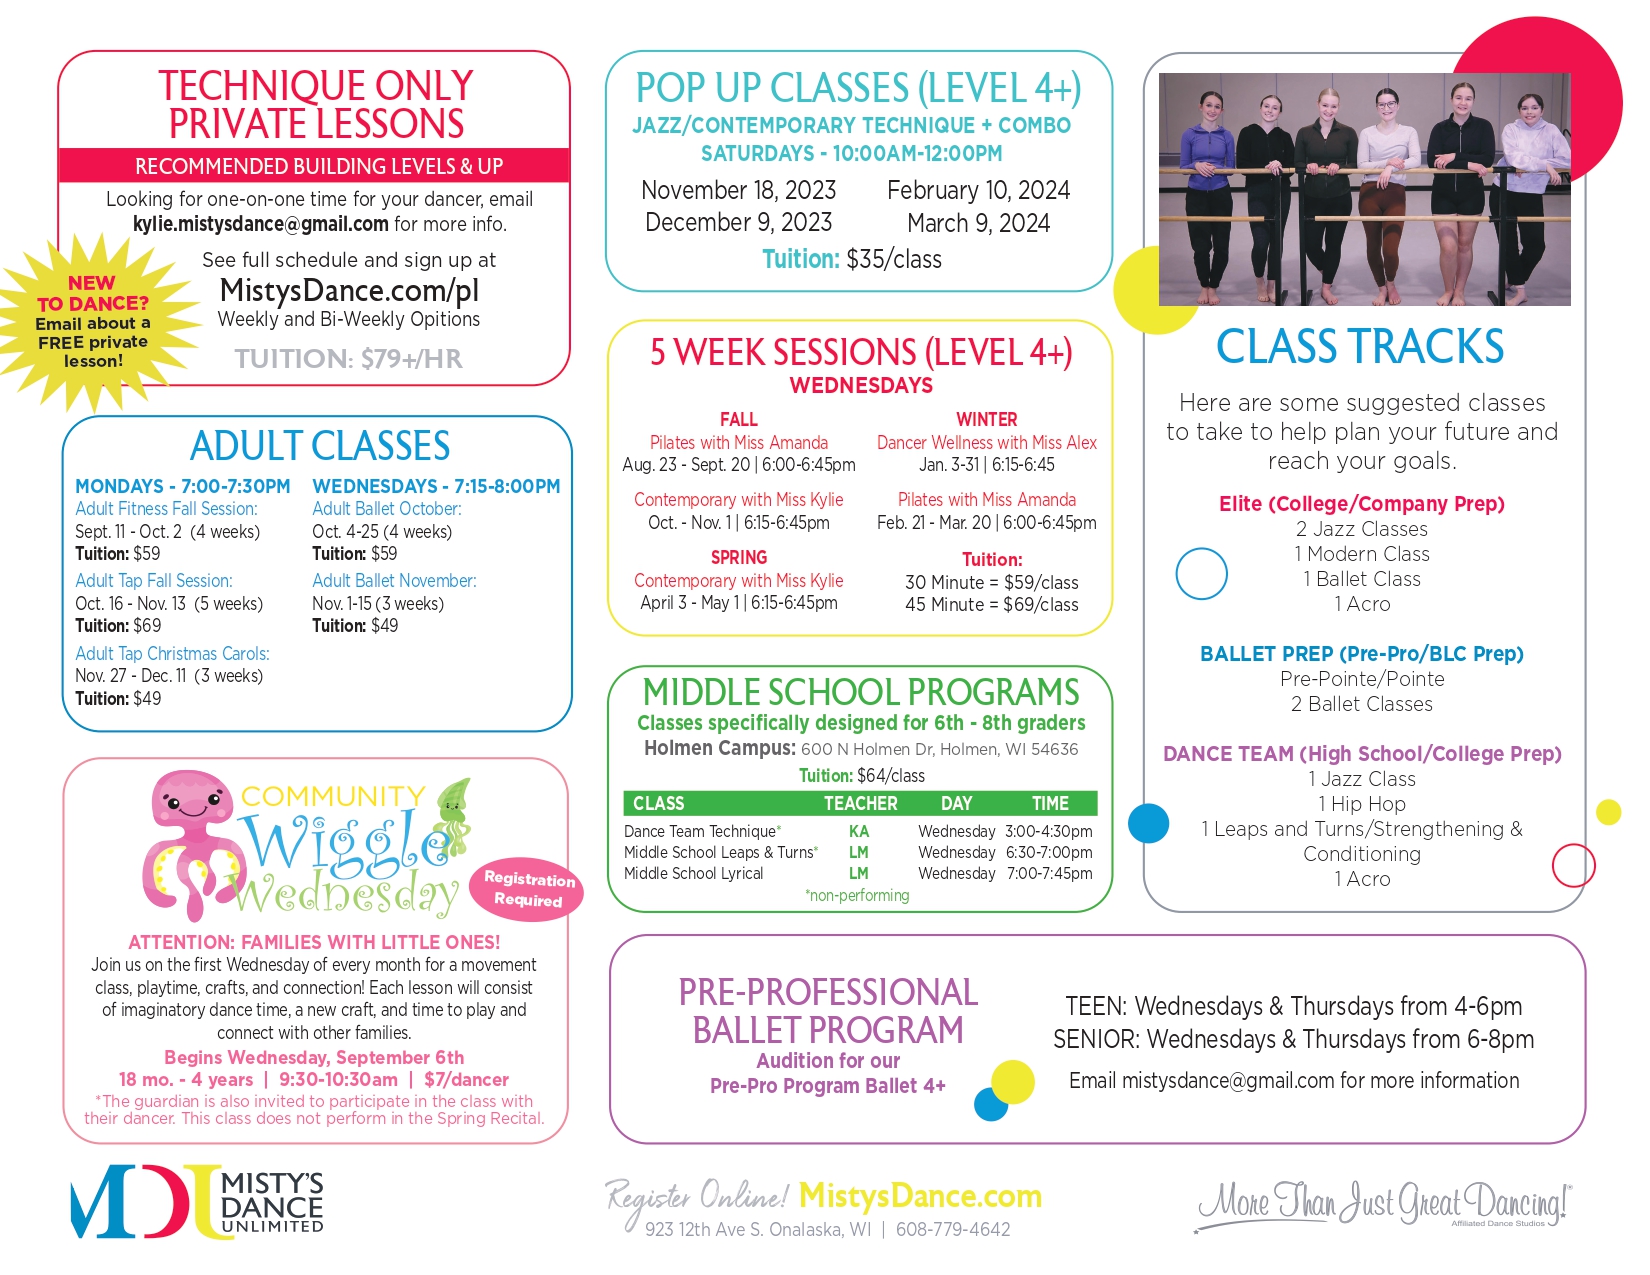 TECHNIQUE ONLY
PRIVATE LESSONS
RECOMMENDED BUILDING LEVELS & UP
Looking for one-on-one time for your dancer, email
kylie.mistysdance@gmail.com for more info.
See full schedule and sign up at
MistysDance.com/pl
Weekly and Bi-Weekly Opitions
TUITION: $79+/HR
NEW
TO DANCE?
Email about a
FREE private
lesson!
ADULT CLASSES
MONDAYS - 7:00-7:30PM
Adult Fitness Fall Session:
Sept. 11 - Oct. 2 (4 weeks)
Tuition: $59
Adult Tap Fall Session:
Oct. 16 - Nov. 13 (5 weeks)
Tuition: $69
Adult Tap Christmas Carols:
Nov. 27 - Dec. 11 (3 weeks)
Tuition: $49
WEDNESDAYS - 7:15-8:00PM
Adult Ballet October:
Oct. 4-25 (4 weeks)
Tuition: $59
Adult Ballet November:
Nov. 1-15 (3 weeks)
Tuition: $49
COMMUNITY
Wiggle
Wednesday
Registration
Required
ATTENTION: FAMILIES WITH LITTLE ONES!
Join us on the first Wednesday of every month for a movement
class, playtime, crafts, and connection! Each lesson will consist
of imaginatory dance time, a new craft, and time to play and
connect with other families.
Begins Wednesday, September 6th
18 mo. - 4 years | 9:30-10:30am | $7/dancer
*The guardian is also invited to participate in the class with
their dancer. This class does not perform in the Spring Recital.
POP UP CLASSES (LEVEL 4+)
JAZZ/CONTEMPORARY TECHNIQUE + COMBO
SATURDAYS - 10:00AM-12:00PM
November 18, 2023 February 10, 2024
December 9, 2023 March 9, 2024
Tuition: $35/class
5 WEEK SESSIONS (LEVEL 4+)
WEDNESDAYS
FALL
Pilates with Miss Amanda
Aug. 23 - Sept. 20 | 6:00-6:45pm
Contemporary with Miss Kylie
Oct. - Nov. 1 | 6:15-6:45pm
SPRING
Contemporary with Miss Kylie
April 3 - May 1 | 6:15-6:45pm
WINTER
Dancer Wellness with Miss Alex
Jan. 3-31 | 6:15-6:45
Pilates with Miss Amanda
Feb. 21 - Mar. 20 | 6:00-6:45pm
Tuition:
30 Minute = $59/class
45 Minute = $69/class
MIDDLE SCHOOL PROGRAMS
Classes specifically designed for 6th - 8th graders
Holmen Campus: 600 N Holmen Dr, Holmen, WI 54636
Tuition: $64/class
CLASS TEACHER DAY TIME
Dance Team Technique* KA Wednesday 3:00-4:30pm
Middle School Leaps & Turns* LM Wednesday 6:30-7:00pm
Middle School Lyrical LM Wednesday 7:00-7:45pm
*non-performing
CLASS TRACKS
Here are some suggested classes
to take to help plan your future and
reach your goals.
Elite (College/Company Prep)
2 Jazz Classes
1 Modern Class
1 Ballet Class
1 Acro
BALLET PREP (Pre-Pro/BLC Prep)
Pre-Pointe/Pointe
2 Ballet Classes
DANCE TEAM (High School/College Prep)
1 Jazz Class
1 Hip Hop
1 Leaps and Turns/Strengthening &
Conditioning
1 Acro
PRE-PROFESSIONAL
BALLET PROGRAM
Audition for our
Pre-Pro Program Ballet 4+
TEEN: Wednesdays & Thursdays from 4-6pm
SENIOR: Wednesdays & Thursdays from 6-8pm
Email mistysdance@gmail.com for more information
MDU
MISTY'S
DANCE
UNLIMITED
Register Online! MistysDance.com
923 12th Ave S. Onalaska, WI | 608-779-4642
More Than Just Great Dancing!®
Affiliated Dance Studios